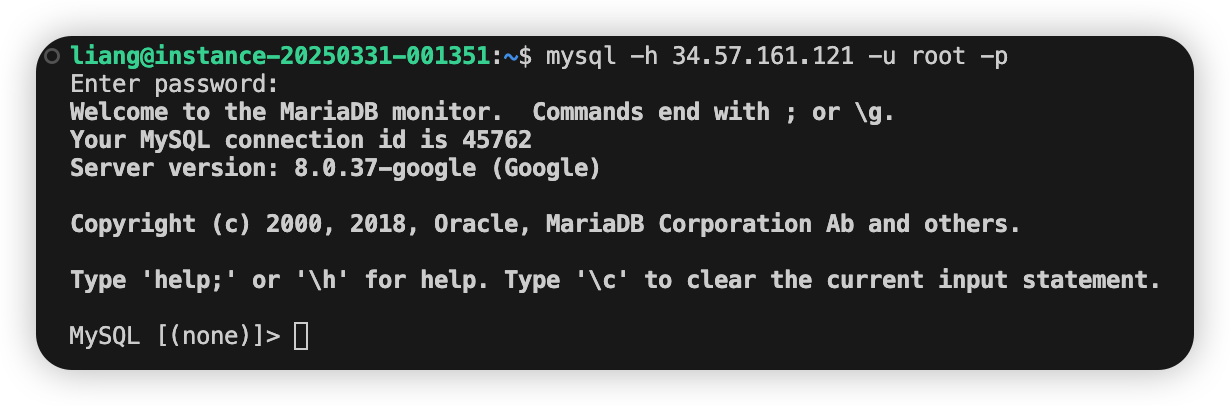 liang@instance-20250331-001351:~$ mysql -h 34.57.161.121 -u root -p
Enter password:
Welcome to the MariaDB monitor.  Commands end with ; or \g.
Your MySQL connection id is 45762
Server version: 8.0.37-google (Google)
Copyright (c) 2000, 2018, Oracle, MariaDB Corporation Ab and others.
Type 'help;' or '\h' for help. Type '\c' to clear the current input statement.
MySQL [(none)]>